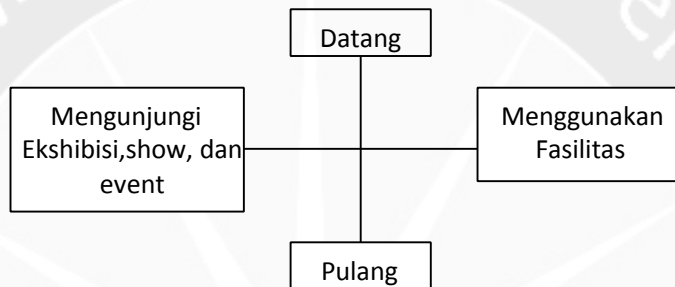 Datang
Mengunjungi
Ekshibisi,show, dan
event
Menggunakan
Fasilitas
Pulang